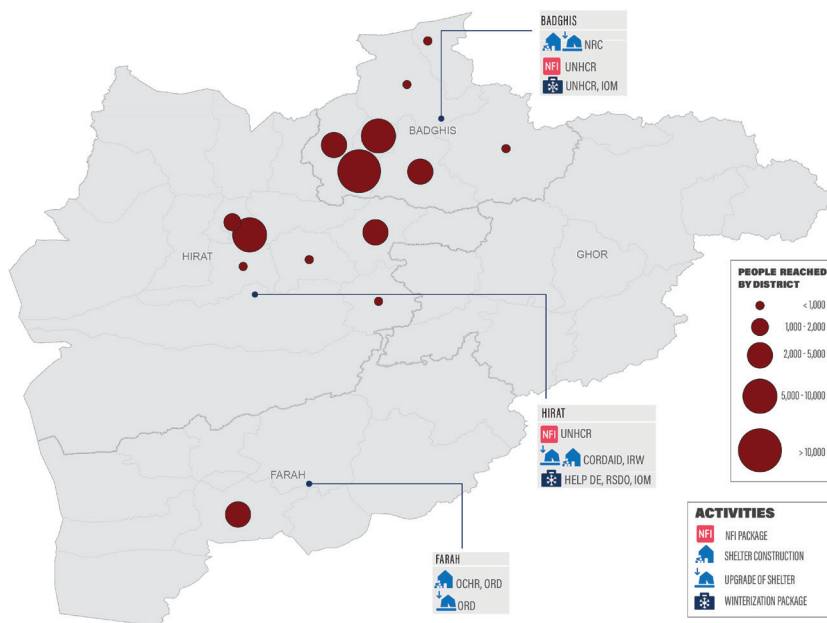 BADGHIS
NRC
NFI UNHCR
UNHCR, IOM
BADGHIS
HIRAT
GHOR
PEOPLE REACHED
BY DISTRICT
< 1,000
1,000 - 2,000
2,000 - 5,000
5,000 - 10,000
> 10,000
HIRAT
NFI UNHCR
CORDAID, IRW
HELP DE, RSDO, IOM
FARAH
FARAH
OCHR, ORD
ORD
ACTIVITIES
NFI NFI PACKAGE
SHELTER CONSTRUCTION
UPGRADE OF SHELTER
WINTERIZATION PACKAGE